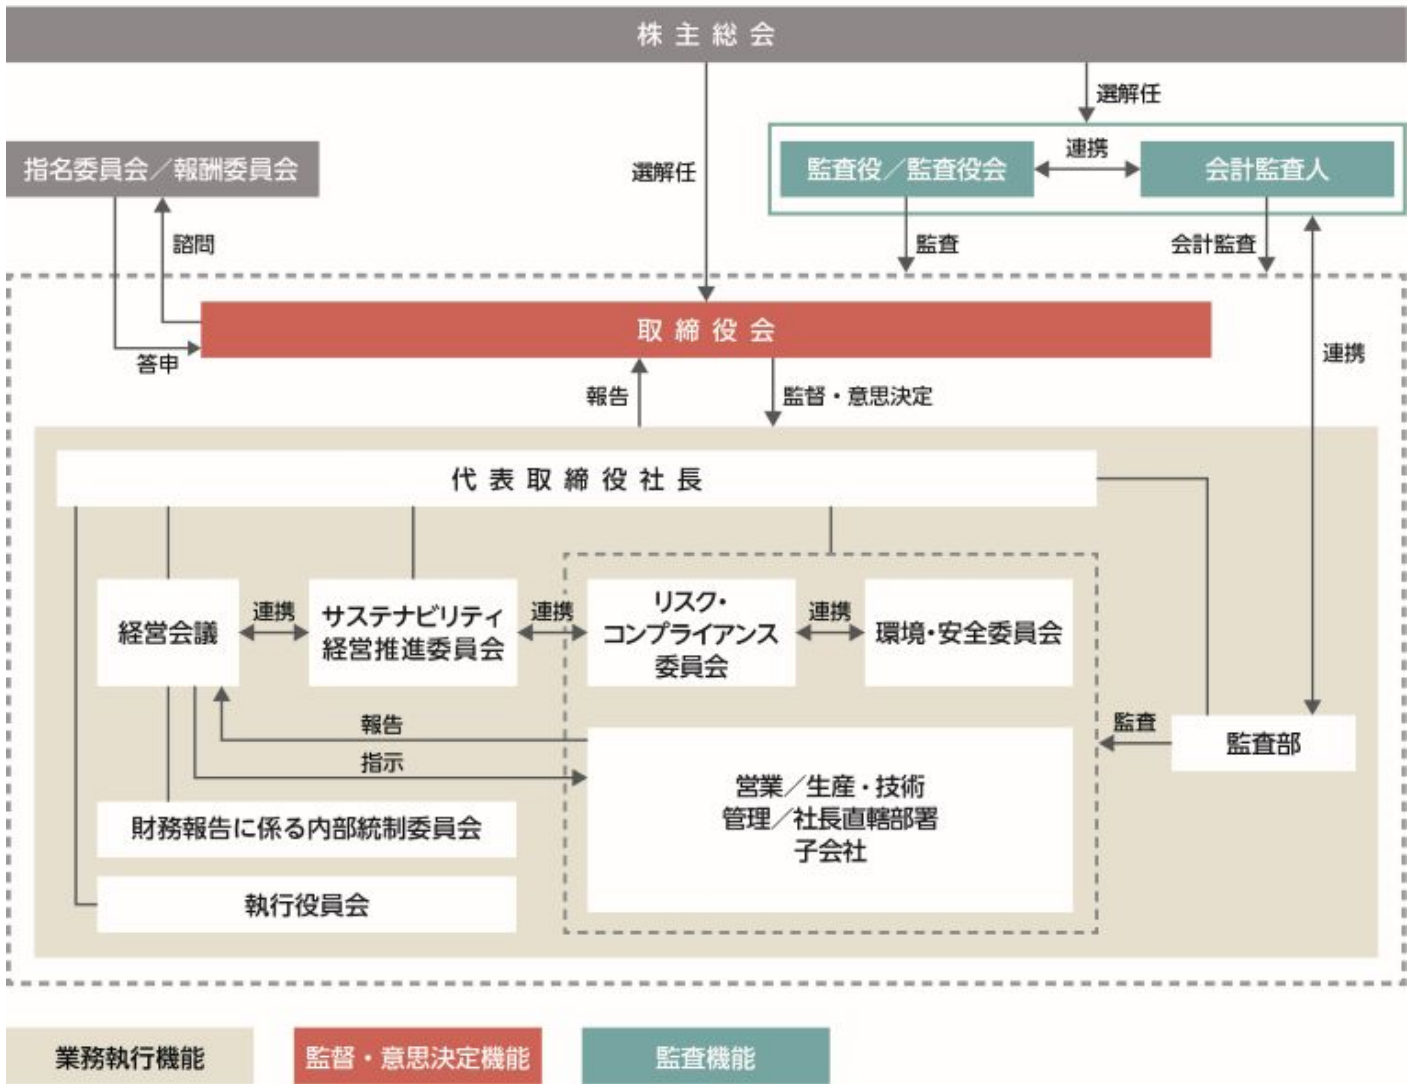 株主総会
選解任
指名委員会／報酬委員会
選解任
監査役／監査役会
連携
会計監査人
諮問
監査
会計監査
取締役会
答申
連携
報告
監督・意思決定
代表取締役社長
経営会議
連携
サステナビリティ
経営推進委員会
連携
リスク・
コンプライアンス
委員会
連携
環境・安全委員会
報告
指示
監査
監査部
営業／生産・技術
管理／社長直轄部署
子会社
財務報告に係る内部統制委員会
執行役員会
業務執行機能
監督・意思決定機能
監査機能